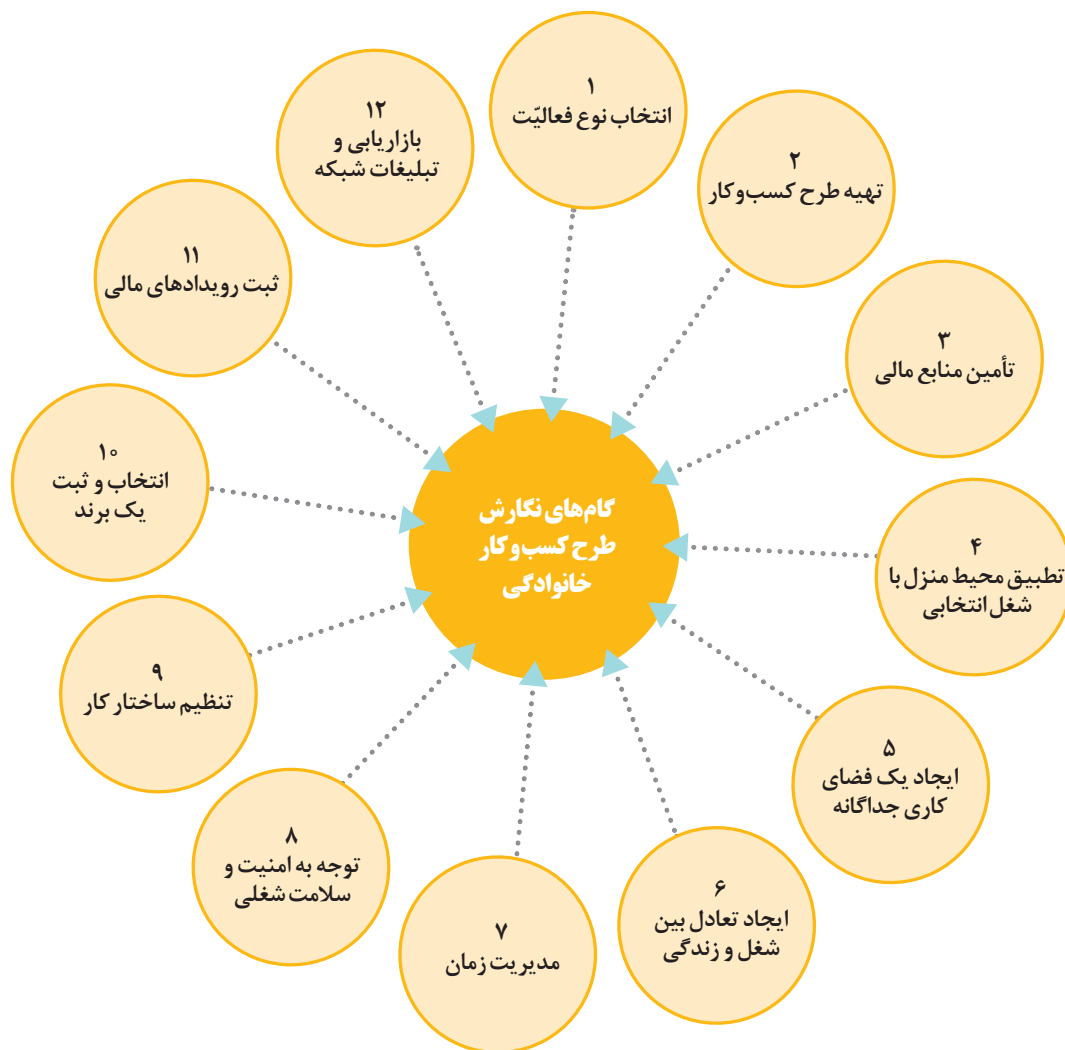 گام‌های نگارش
طرح کسب‌وکار
خانوادگی
۱
انتخاب نوع فعالیّت
۲
تهیه طرح کسب‌وکار
۳
تأمین منابع مالی
۴
تطبیق محیط منزل با
شغل انتخابی
۵
ایجاد یک فضای
کاری جداگانه
۶
ایجاد تعادل بین
شغل و زندگی
۷
مدیریت زمان
۸
توجه به امنیت و
سلامت شغلی
۹
تنظیم ساختار کار
۱۰
انتخاب و ثبت
یک برند
۱۱
ثبت رویدادهای مالی
۱۲
بازاریابی و
تبلیغات شبکه